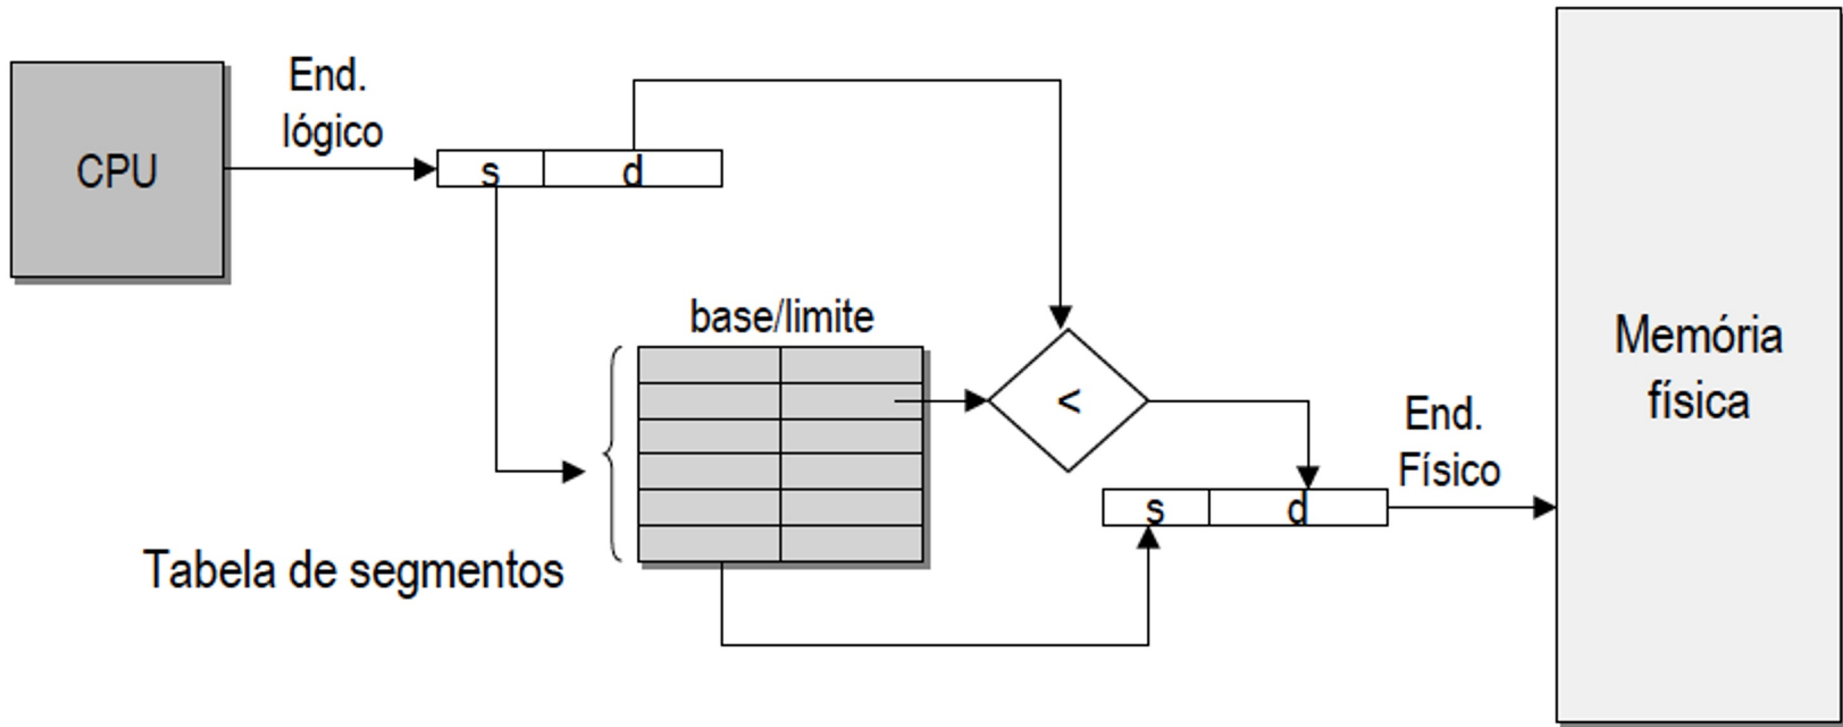 End.
lógico
CPU
s
d
base/limite
<
Memória
física
End.
Físico
s
d
Tabela de segmentos